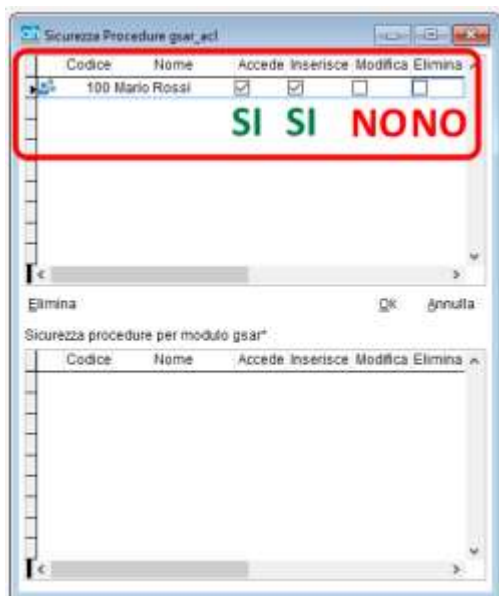 Sicurezza Procedure gsar_acl
Codice Nome Accede Inserisce Modifica Elimina
100 Mario Rossi
SI SI NO NO
Elimina Ok Annulla
Sicurezza procedure per modulo gsar*
Codice Nome Accede Inserisce Modifica Elimina